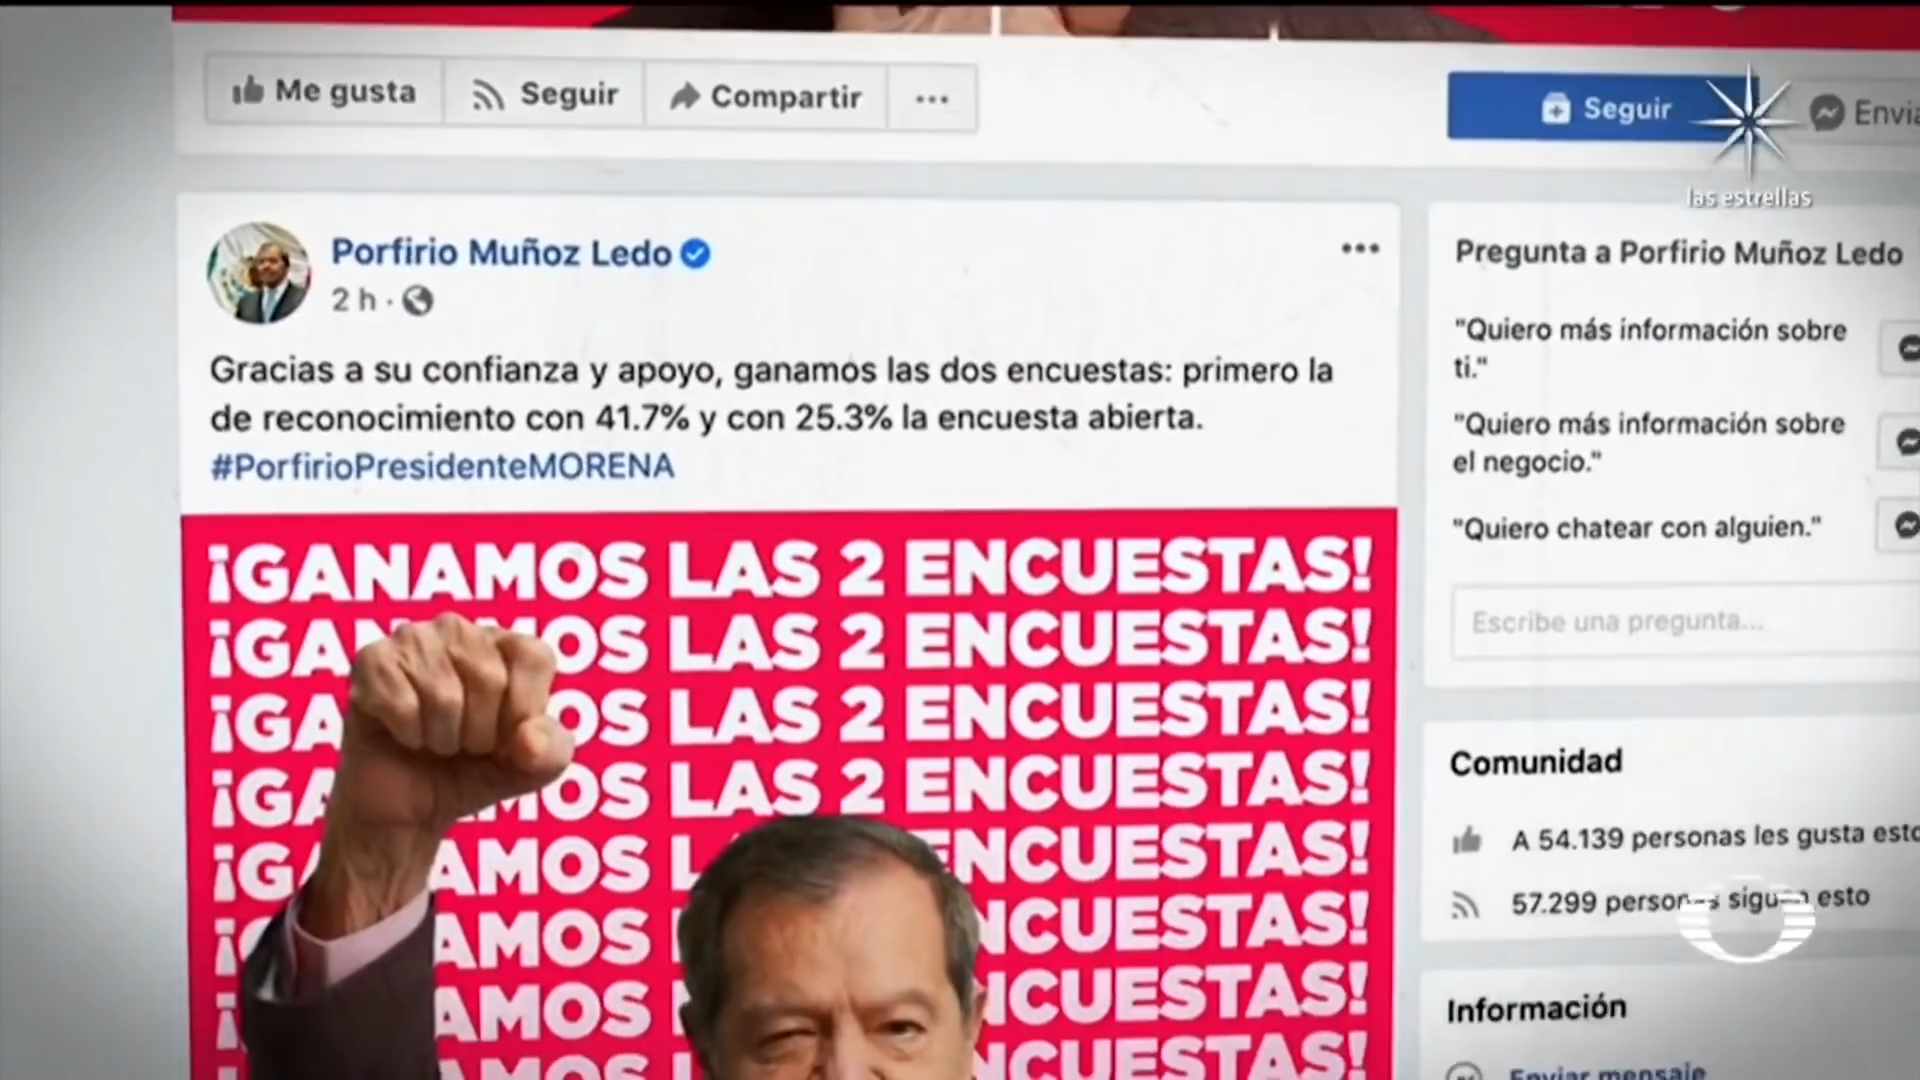 Me gusta
Seguir
Compartir
Seguir
las estrellas
Porfirio Muñoz Ledo
2 h
Gracias a su confianza y apoyo, ganamos las dos encuestas: primero la
de reconocimiento con 41.7% y con 25.3% la encuesta abierta.
#PorfirioPresidenteMORENA
¡GANAMOS LAS 2 ENCUESTAS!
OS LAS 2 ENCUESTAS!
OS LAS 2 ENCUESTAS!
MOS LAS 2 ENCUESTAS!
AMOS ENCUESTAS!
AMOS NCUESTAS!
AMOS NCUESTAS!
AMOS NCUESTAS!
Pregunta a Porfirio Muñoz Ledo
"Quiero más información sobre
ti."
"Quiero más información sobre
el negocio."
"Quiero chatear con alguien."
Escribe una pregunta...
Comunidad
A 54.139 personas les gusta esto
57.299 personas siguen esto
Información
Enviar mensaje